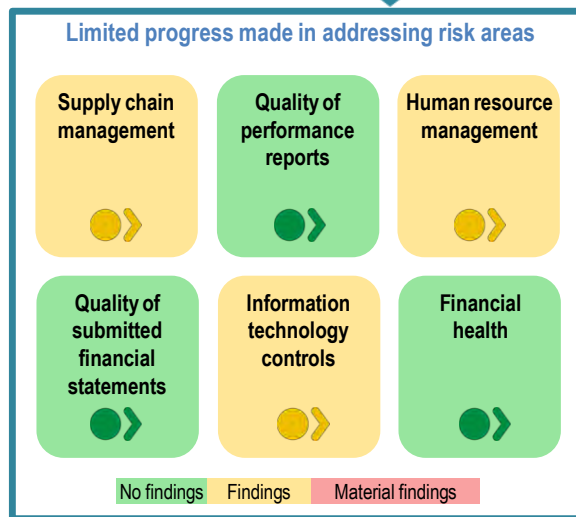 Limited progress made in addressing risk areas
Supply chain
management
Quality of
performance
reports
Human resource
management
Quality of
submitted
financial
statements
Information
technology
controls
Financial
health
No findings Findings Material findings